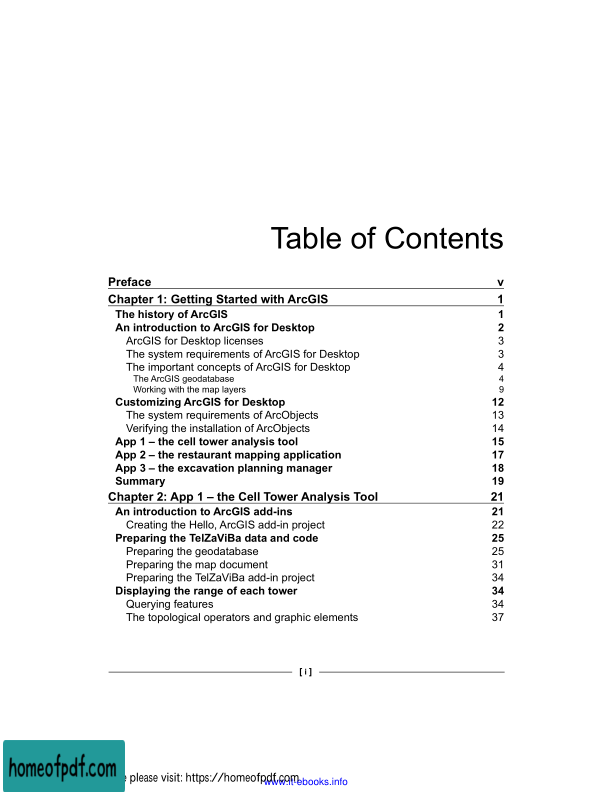 Table of Contents
Preface v
Chapter 1: Getting Started with ArcGIS 1
The history of ArcGIS 1
An introduction to ArcGIS for Desktop 2
ArcGIS for Desktop licenses 3
The system requirements of ArcGIS for Desktop 3
The important concepts of ArcGIS for Desktop 4
The ArcGIS geodatabase 4
Working with the map layers 9
Customizing ArcGIS for Desktop 12
The system requirements of ArcObjects 13
Verifying the installation of ArcObjects 14
App 1 – the cell tower analysis tool 15
App 2 – the restaurant mapping application 17
App 3 – the excavation planning manager 18
Summary 19
Chapter 2: App 1 – the Cell Tower Analysis Tool 21
An introduction to ArcGIS add-ins 21
Creating the Hello, ArcGIS add-in project 22
Preparing the TelZaViBa data and code 25
Preparing the geodatabase 25
Preparing the map document 31
Preparing the TelZaViBa add-in project 34
Displaying the range of each tower 34
Querying features 34
The topological operators and graphic elements 37
[ i ]
homeofpdf.com
please visit: https://homeofpdf.com
www.it-ebooks.info